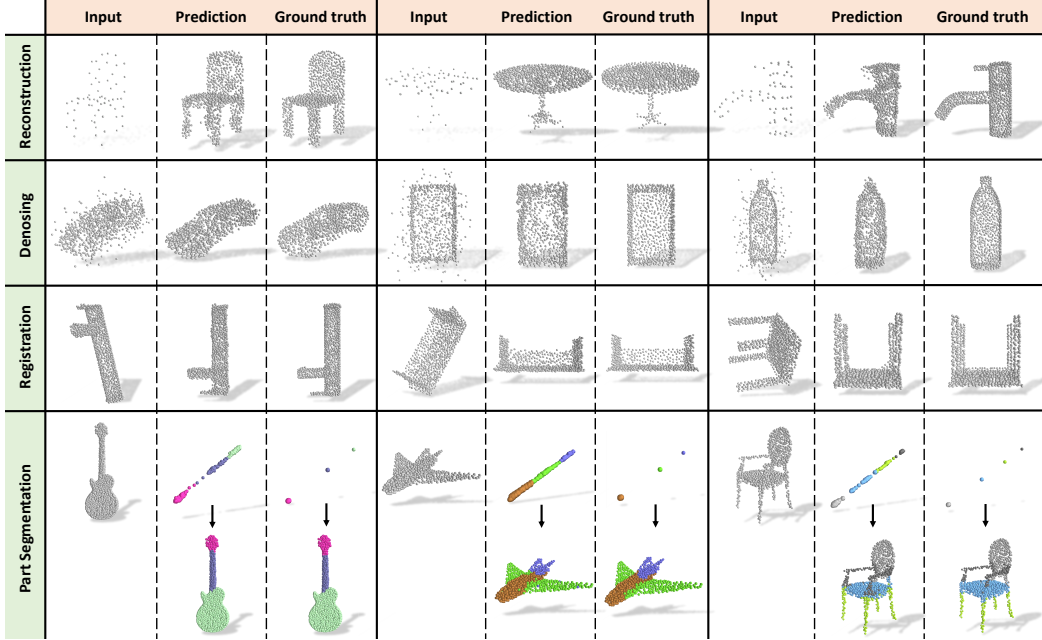 Input Prediction Ground truth Input Prediction Ground truth Input Prediction Ground truth
Reconstruction
Denosing
Registration
Part Segmentation